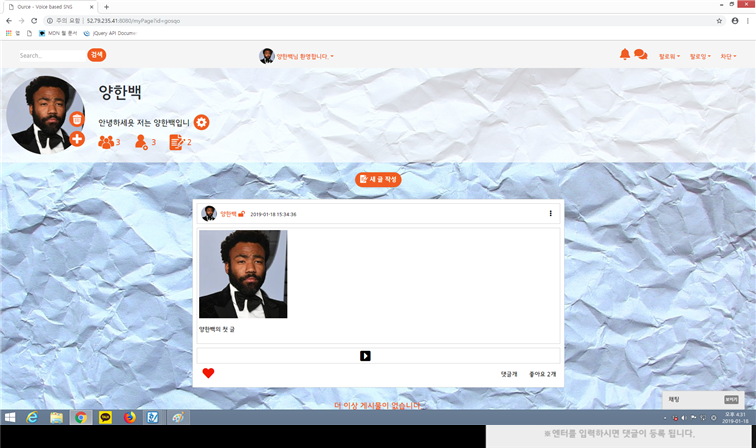 Ource - Voice based SNS
주의 요함 | 52.79.235.41:8080/myPage?id=govqo
앱 MDN 웹 문서 jQuery API Docum
Search... 검색 양한백님 환영합니다. 팔로워 팔로잉 차단
양한백
안녕하세욧 저는 양한백입니
3 3 2
새 글 작성
양한백 2019-01-18 15:34:36
양한백의 첫 글
댓글개 좋아요 2개
더 이상 게시물이 없습니다.
채팅
오후 4:31
2019-01-18
※엔터를 입력하시면 댓글이 등록 됩니다.